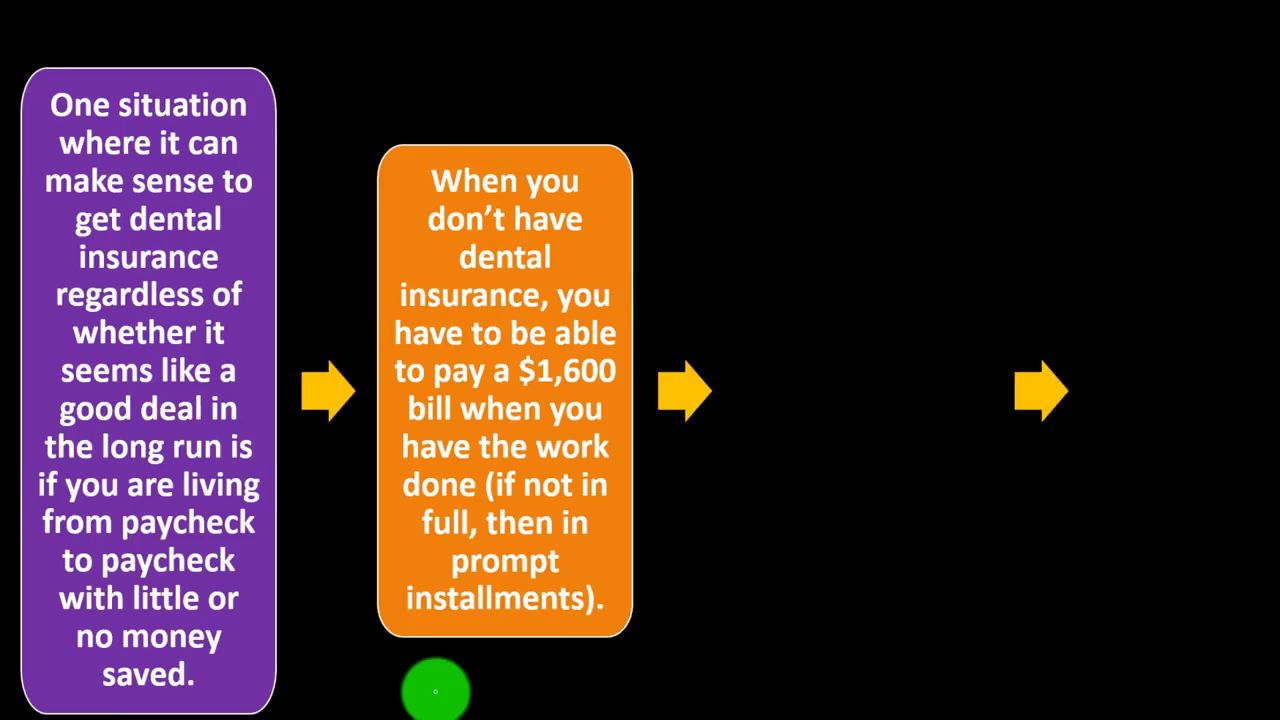 One situation
where it can
make sense to
get dental
insurance
regardless of
whether it
seems like a
good deal in
the long run is
if you are living
from paycheck
to paycheck
with little or
no money
saved.
When you
don’t have
dental
insurance, you
have to be able
to pay a $1,600
bill when you
have the work
done (if not in
full, then in
prompt
installments).